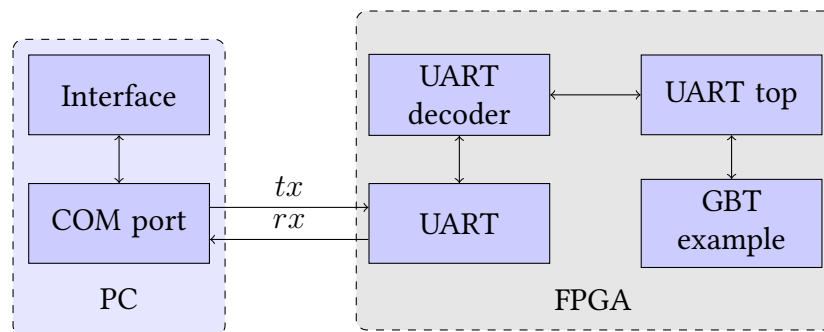 Interface
COM port
PC
tx
rx
UART
decoder
UART
UART top
GBT
example
FPGA